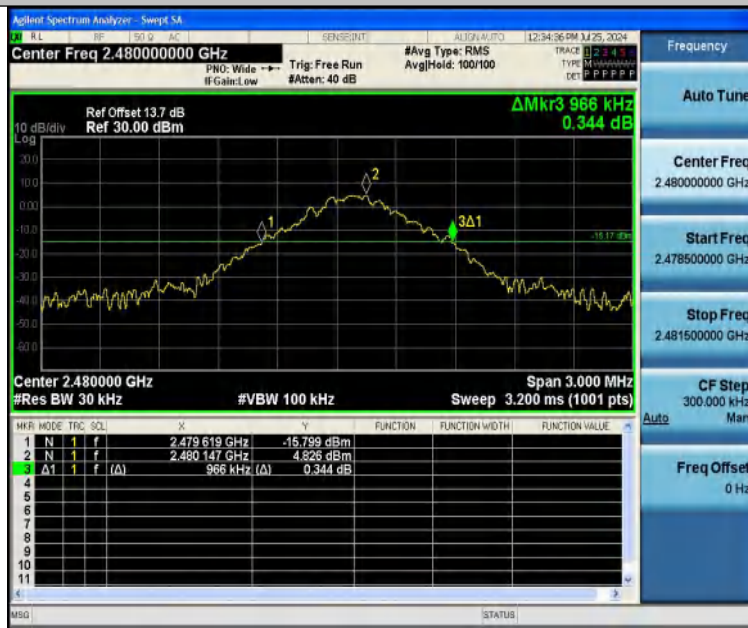 Agilent Spectrum Analyzer - Swept SA
RL RF 50 Ω AC SENSE:INT ALIGN AUTO 12:34:36 PM Jul 25, 2024
Center Freq 2.480000000 GHz
PNO: Wide
IFGain:Low
Trig: Free Run
#Atten: 40 dB
#Avg Type: RMS
Avg|Hold: 100/100
TRACE 1 2 3 4 5 6
TYPE M
DET P P P P P P
Frequency
Auto Tune
Center Freq
2.480000000 GHz
Start Freq
2.478500000 GHz
Stop Freq
2.481500000 GHz
CF Step
300.000 kHz
Auto Man
Freq Offset
0 Hz
ΔMkr3 966 kHz
0.344 dB
Ref Offset 13.7 dB
10 dB/div Ref 30.00 dBm
Log
20.0
10.0
0.00
-10.0
-20.0
-30.0
-40.0
-50.0
-60.0
1
2
3Δ1
-15.17 dBm
Center 2.480000 GHz Span 3.000 MHz
#Res BW 30 kHz #VBW 100 kHz Sweep 3.200 ms (1001 pts)
MKR MODE TRC SCL X Y FUNCTION FUNCTION WIDTH FUNCTION VALUE
1 N 1 f 2.479 619 GHz -15.799 dBm
2 N 1 f 2.480 147 GHz 4.826 dBm
3 Δ1 1 f (Δ) 966 kHz (Δ) 0.344 dB
4
5
6
7
8
9
10
11
MSG STATUS